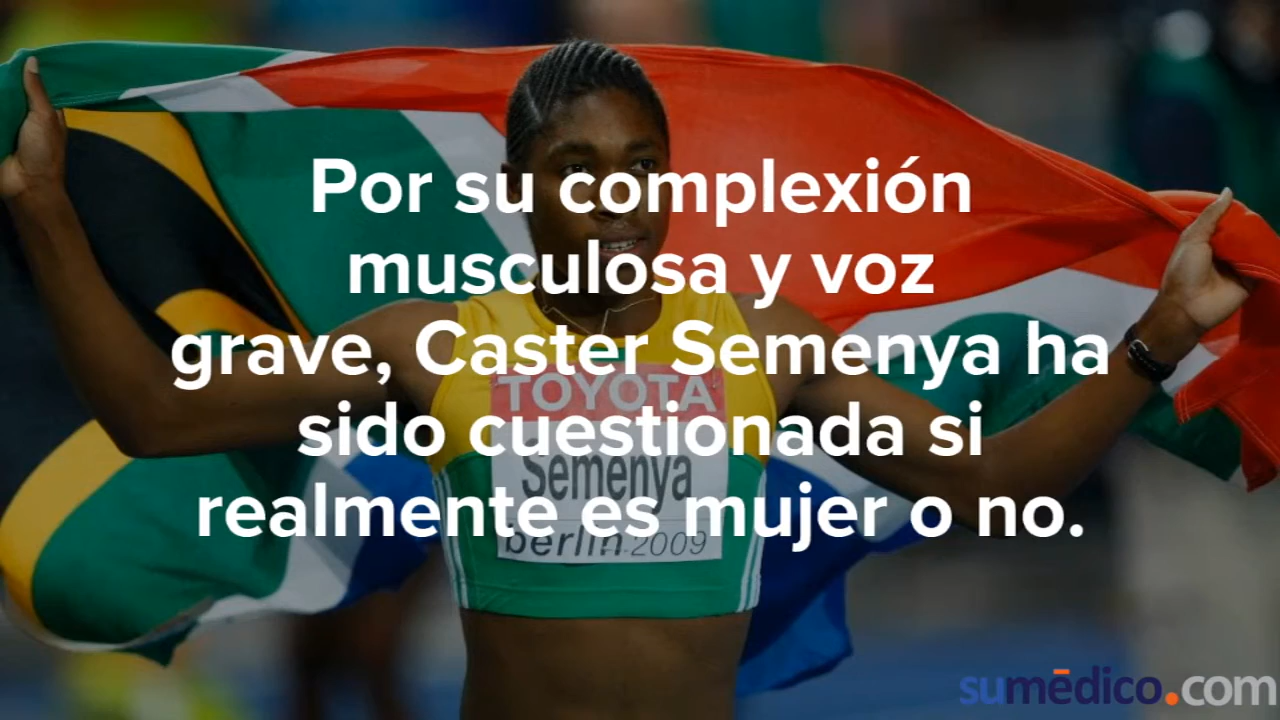 Por su complexión
musculosa y voz
grave, Caster Semenya ha
sido cuestionada si
realmente es mujer o no.
TOYOTA
Semenya
berlin 2009
sumédico.com